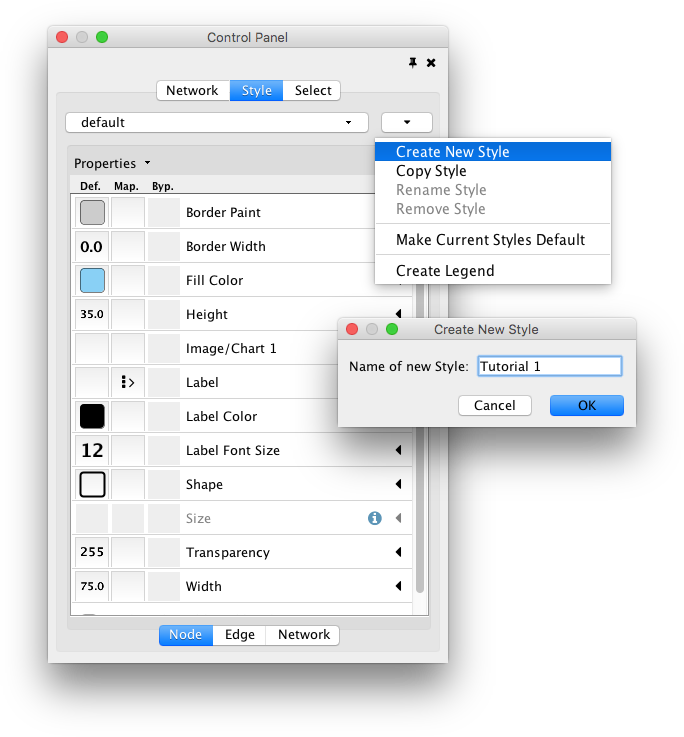 Control Panel
Network Style Select
default
Create New Style
Copy Style
Rename Style
Remove Style
Make Current Styles Default
Create Legend
Properties
Def. Map. Byp.
Border Paint
0.0 Border Width
Fill Color
35.0 Height
Image/Chart 1
Label
Label Color
12 Label Font Size
Shape
Size
255 Transparency
75.0 Width
Node Edge Network
Create New Style
Name of new Style: Tutorial 1
Cancel OK